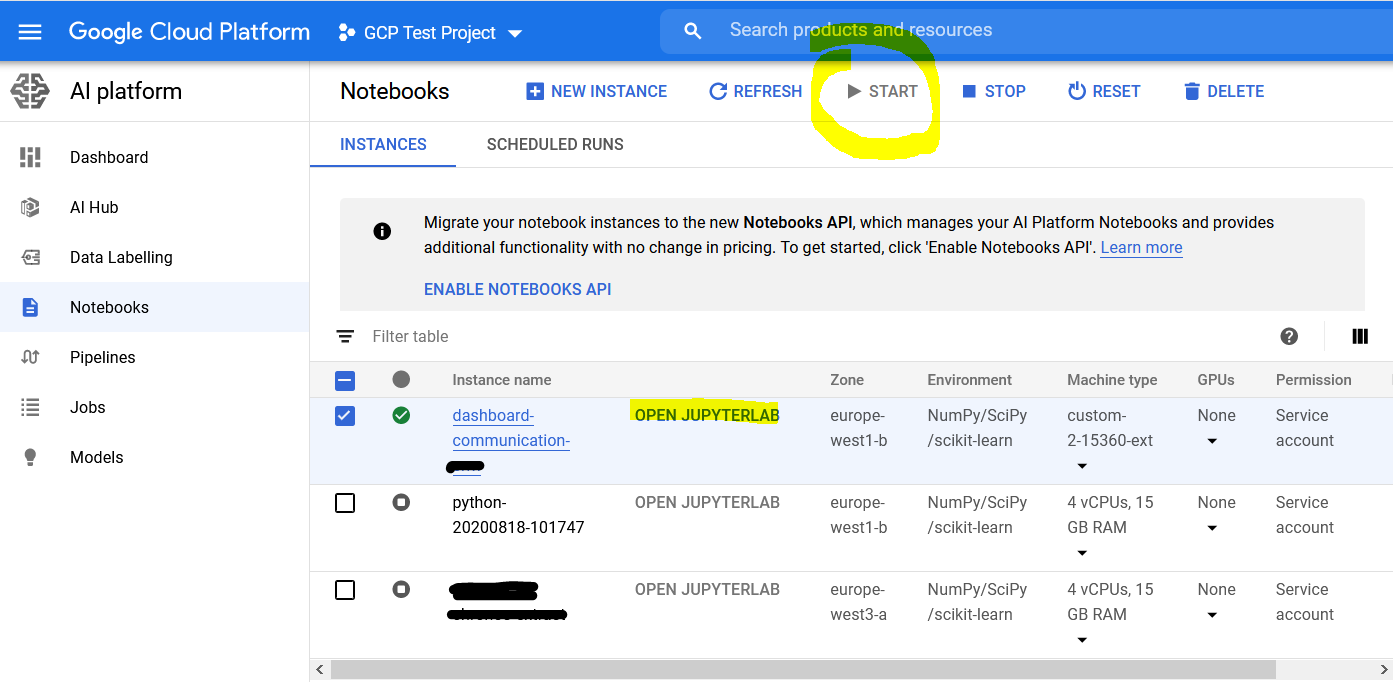 Google Cloud Platform GCP Test Project Search products and resources
AI platform
Notebooks NEW INSTANCE REFRESH START STOP RESET DELETE
INSTANCES SCHEDULED RUNS
Dashboard
AI Hub
Data Labelling
Notebooks
Pipelines
Jobs
Models
Migrate your notebook instances to the new Notebooks API, which manages your AI Platform Notebooks and provides
additional functionality with no change in pricing. To get started, click 'Enable Notebooks API'. Learn more
ENABLE NOTEBOOKS API
Filter table
Instance name Zone Environment Machine type GPUs Permission
dashboard- OPEN JUPYTERLAB europe- NumPy/SciPy custom- None Service
communication- west1-b /scikit-learn 2-15360-ext account
python- OPEN JUPYTERLAB europe- NumPy/SciPy 4 vCPUs, 15 None Service
20200818-101747 west1-b /scikit-learn GB RAM account
OPEN JUPYTERLAB europe- NumPy/SciPy 4 vCPUs, 15 None Service
west3-a /scikit-learn GB RAM account